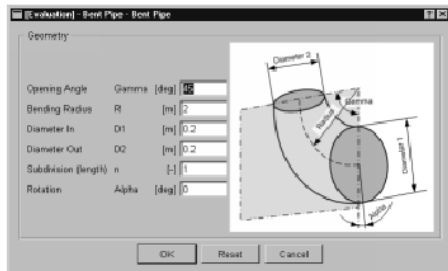 [Evaluation] - Bent Pipe - Bent Pipe
Geometry
Opening Angle Gamma [deg] 45
Bending Radius R [m] 2
Diameter In D1 [m] 0.2
Diameter Out D2 [m] 0.2
Subdivision (length) n [-] 1
Rotation Alpha [deg] 0
Diameter 2
Gamma
Radius
Diameter 1
Alpha
OK Reset Cancel